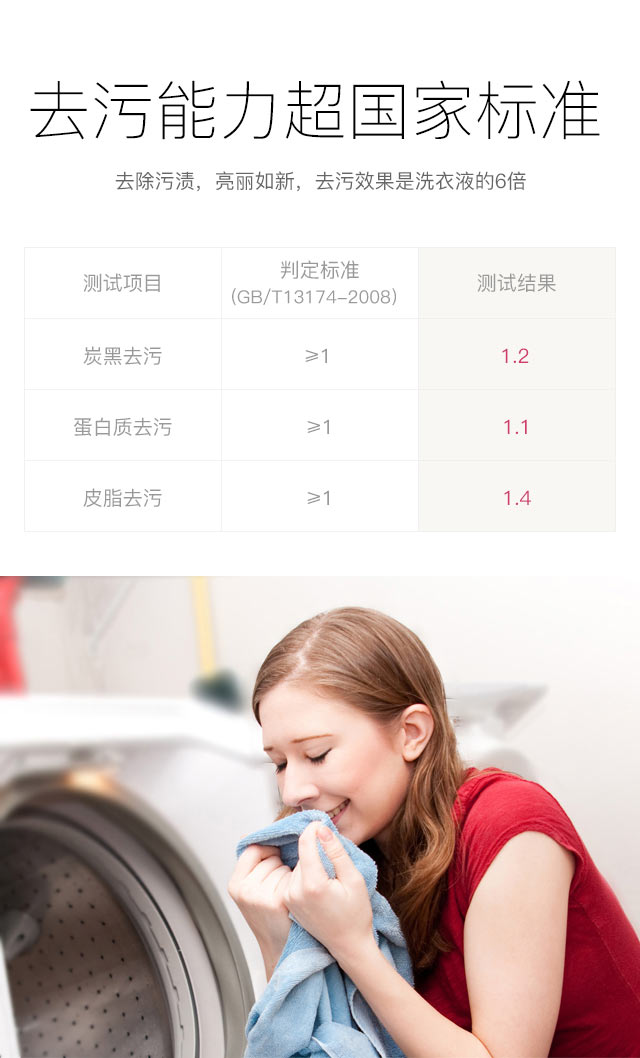 去污能力超国家标准
去除污渍，亮丽如新，去污效果是洗衣液的6倍
测试项目
判定标准
（GB/T13174-2008）
测试结果
炭黑去污
≥1
1.2
蛋白质去污
≥1
1.1
皮脂去污
≥1
1.4